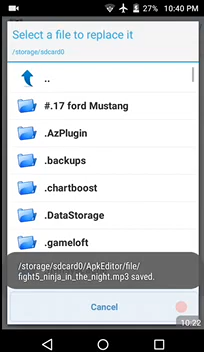 27% 10:40 PM
Select a file to replace it
/storage/sdcard0
..
#.17 ford Mustang
.AzPlugin
.backups
.chartboost
.DataStorage
.gameloft
/storage/sdcard0/ApkEditor/file/
fight5_ninja_in_the_night.mp3 saved.
Cancel
10:22